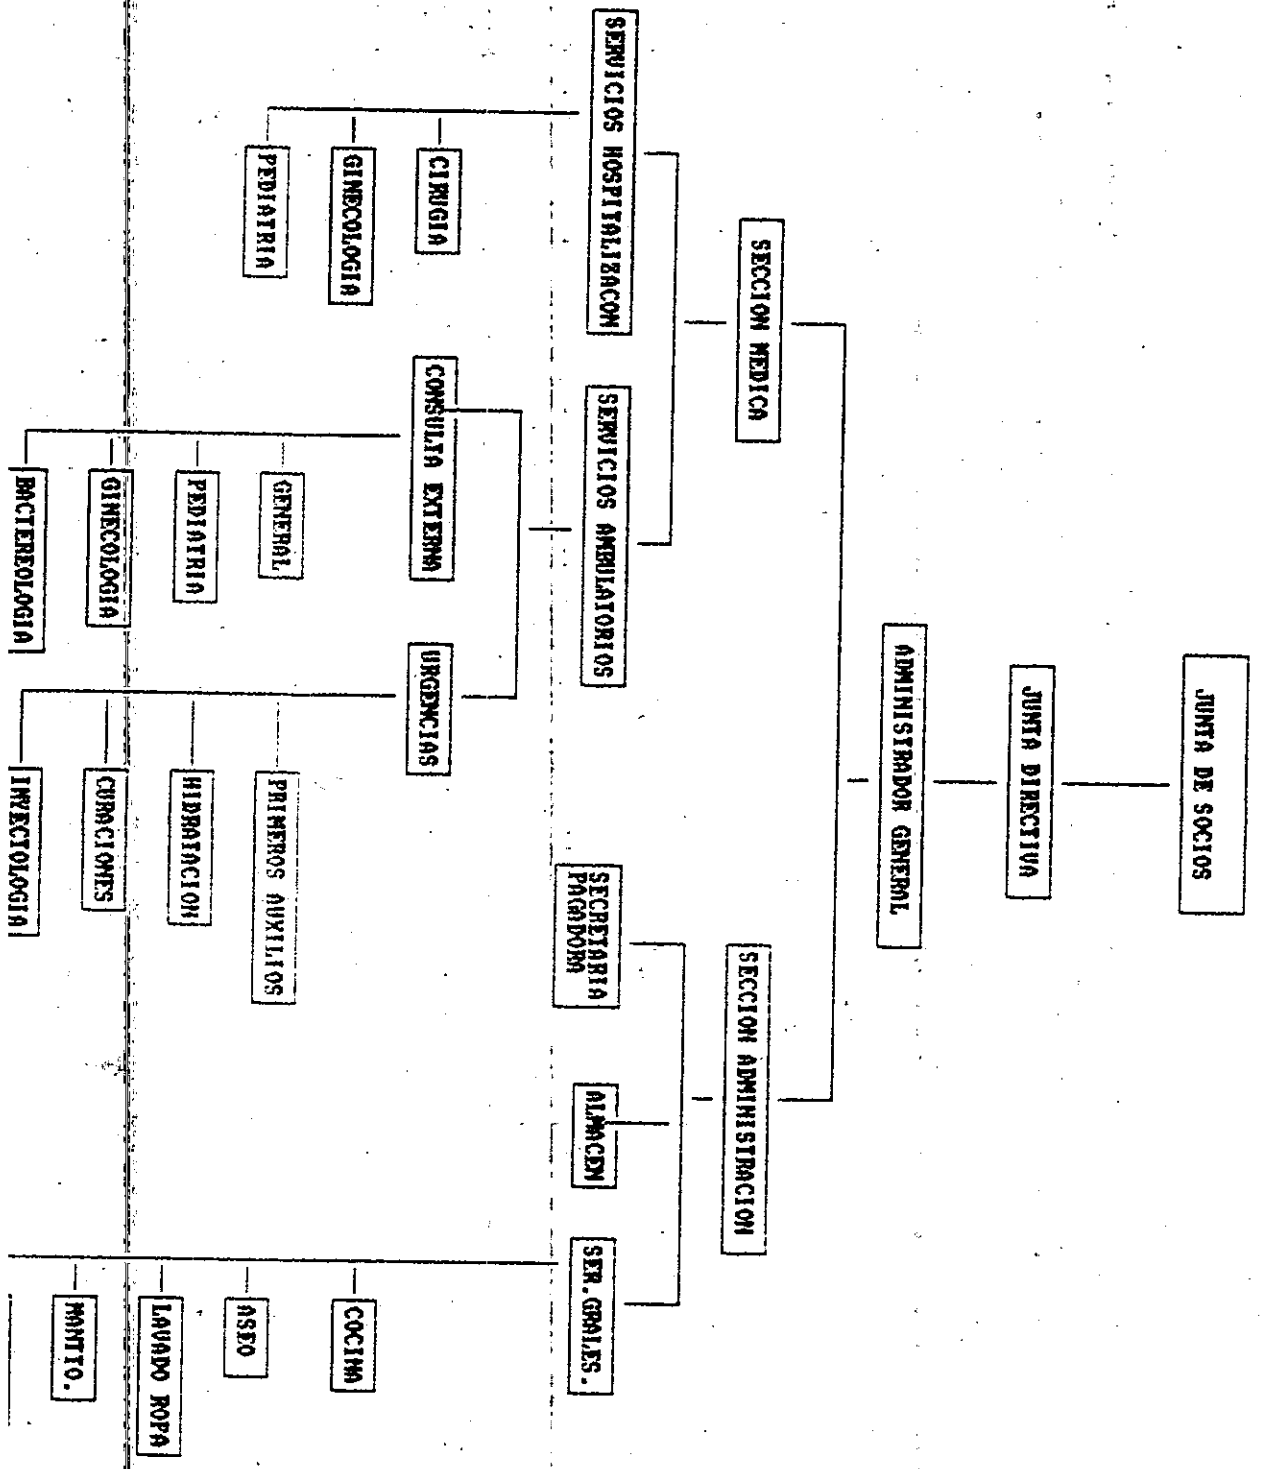 JUNTA DE SOCIOS
JUNTA DIRECTIVA
ADMINISTRADOR GENERAL
SECCION MEDICA
SECCION ADMINISTRACION
SERVICIOS HOSPITALIZACON
SERVICIOS AMBULATORIOS
SECRETARIA
PAGADORA
ALMACEN
SER.GRALES.
CONSULTA EXTERNA
URGENCIAS
CIRUGIA
GINECOLOGIA
PEDIATRIA
GENERAL
PEDIATRIA
GINECOLOGIA
BACTEREOLOGIA
PRIMEROS AUXILIOS
HIDRATACION
CURACIONES
INYECTOLOGIA
COCINA
ASEO
LAVADO ROPA
MANTTO.